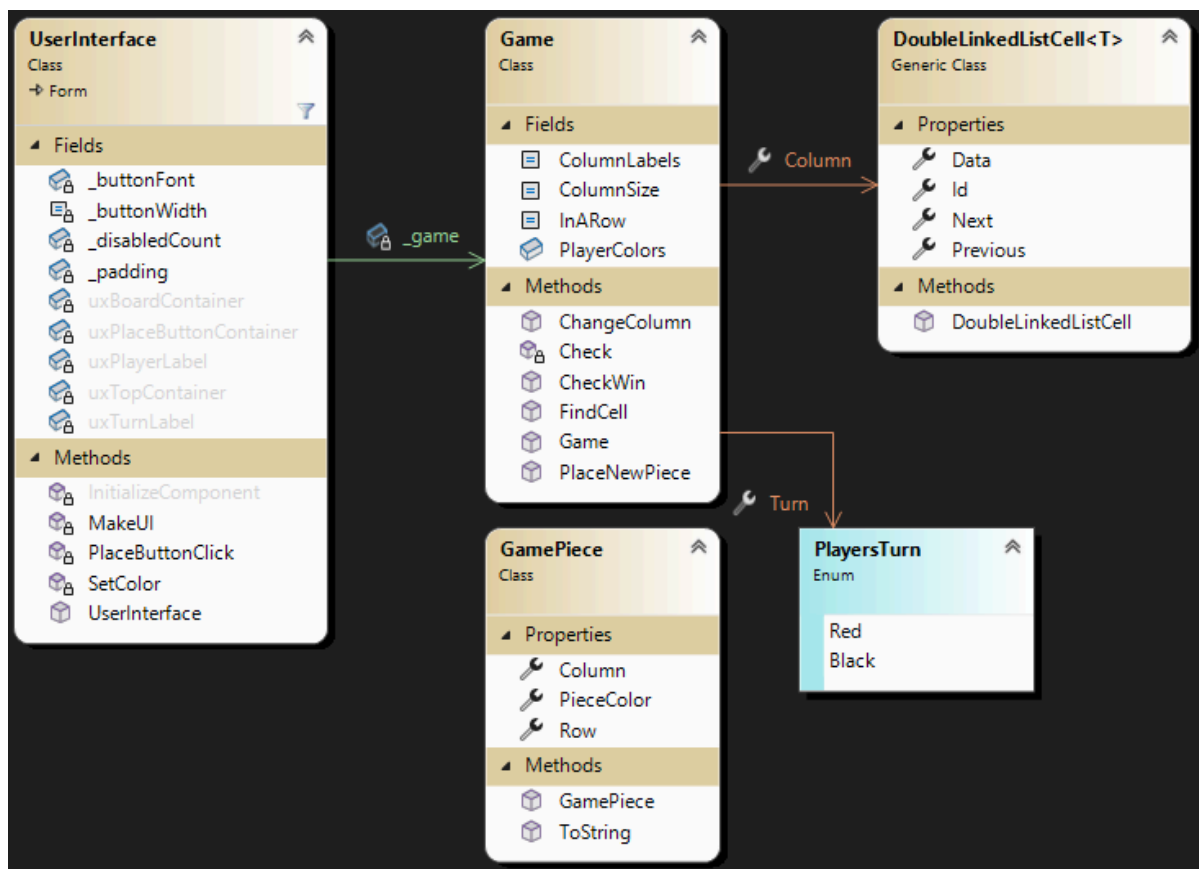 UserInterface
Class
Form
Fields
_buttonFont
_buttonWidth
_disabledCount
_padding
uxBoardContainer
uxPlaceButtonContainer
uxPlayerLabel
uxTopContainer
uxTurnLabel
Methods
InitializeComponent
MakeUI
PlaceButtonClick
SetColor
UserInterface
_game
Game
Class
Fields
ColumnLabels
ColumnSize
InARow
PlayerColors
Methods
ChangeColumn
Check
CheckWin
FindCell
Game
PlaceNewPiece
Column
DoubleLinkedListCell<T>
Generic Class
Properties
Data
Id
Next
Previous
Methods
DoubleLinkedListCell
Turn
GamePiece
Class
Properties
Column
PieceColor
Row
Methods
GamePiece
ToString
PlayersTurn
Enum
Red
Black